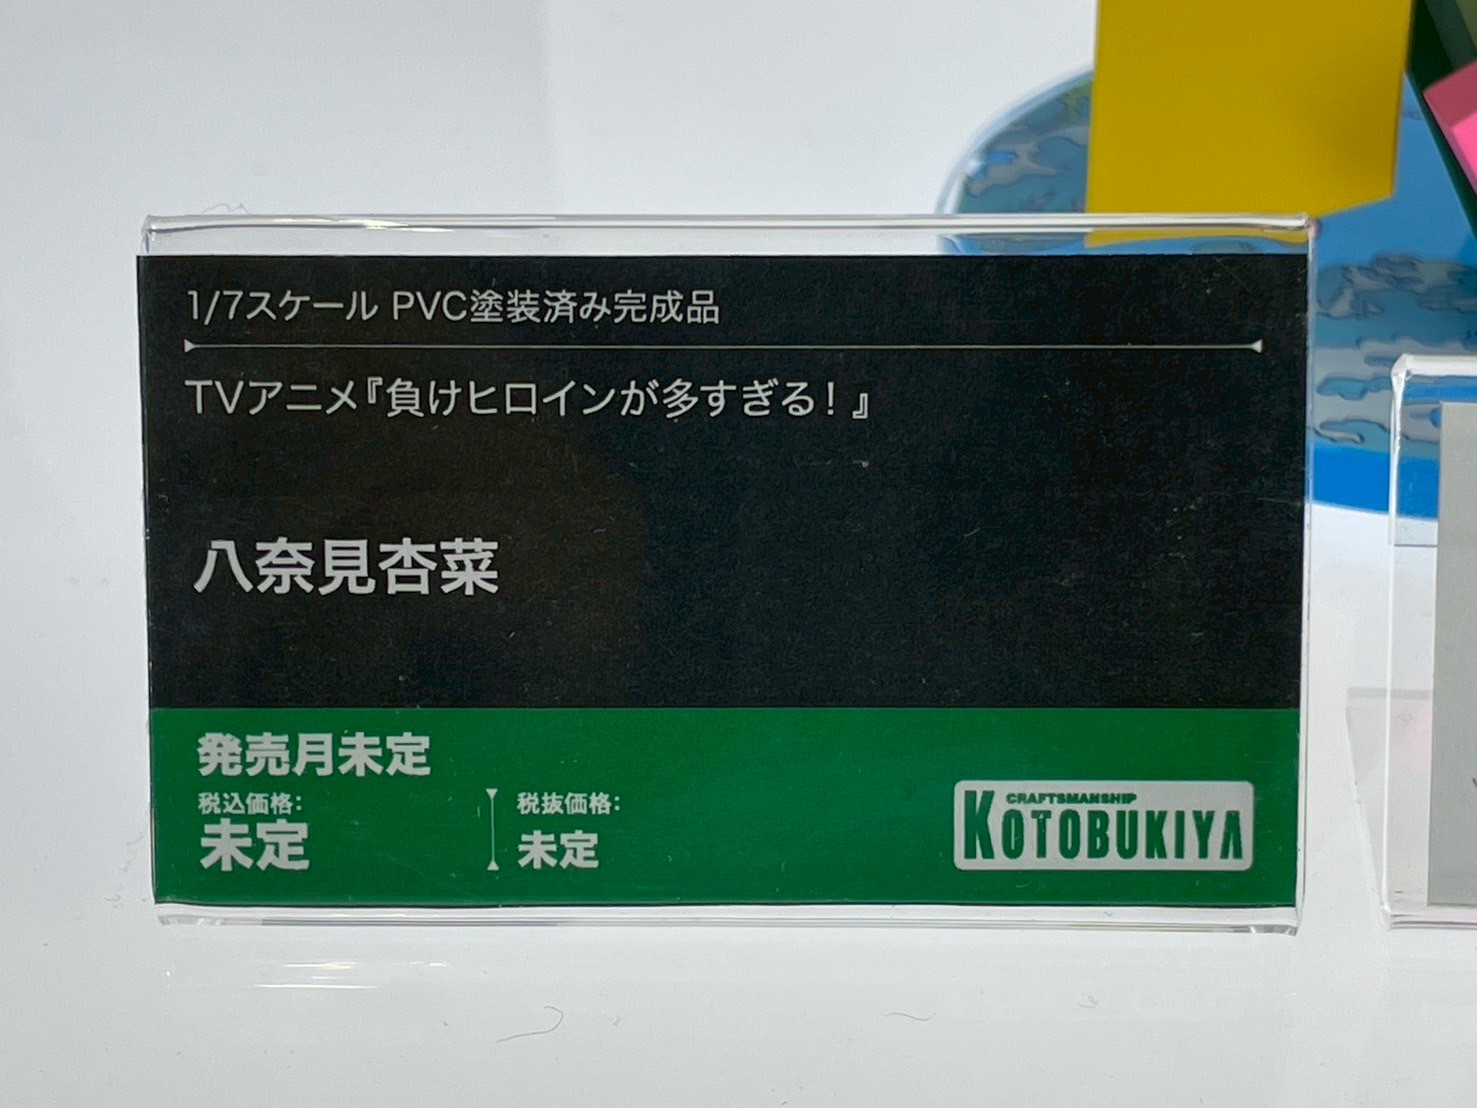 1/7スケール PVC塗装済み完成品
TVアニメ『負けヒロインが多すぎる！』
八奈見杏菜
発売月未定
税込価格：
未定
税抜価格：
未定
CRAFTSMANSHIP
KOTOBUKIYA